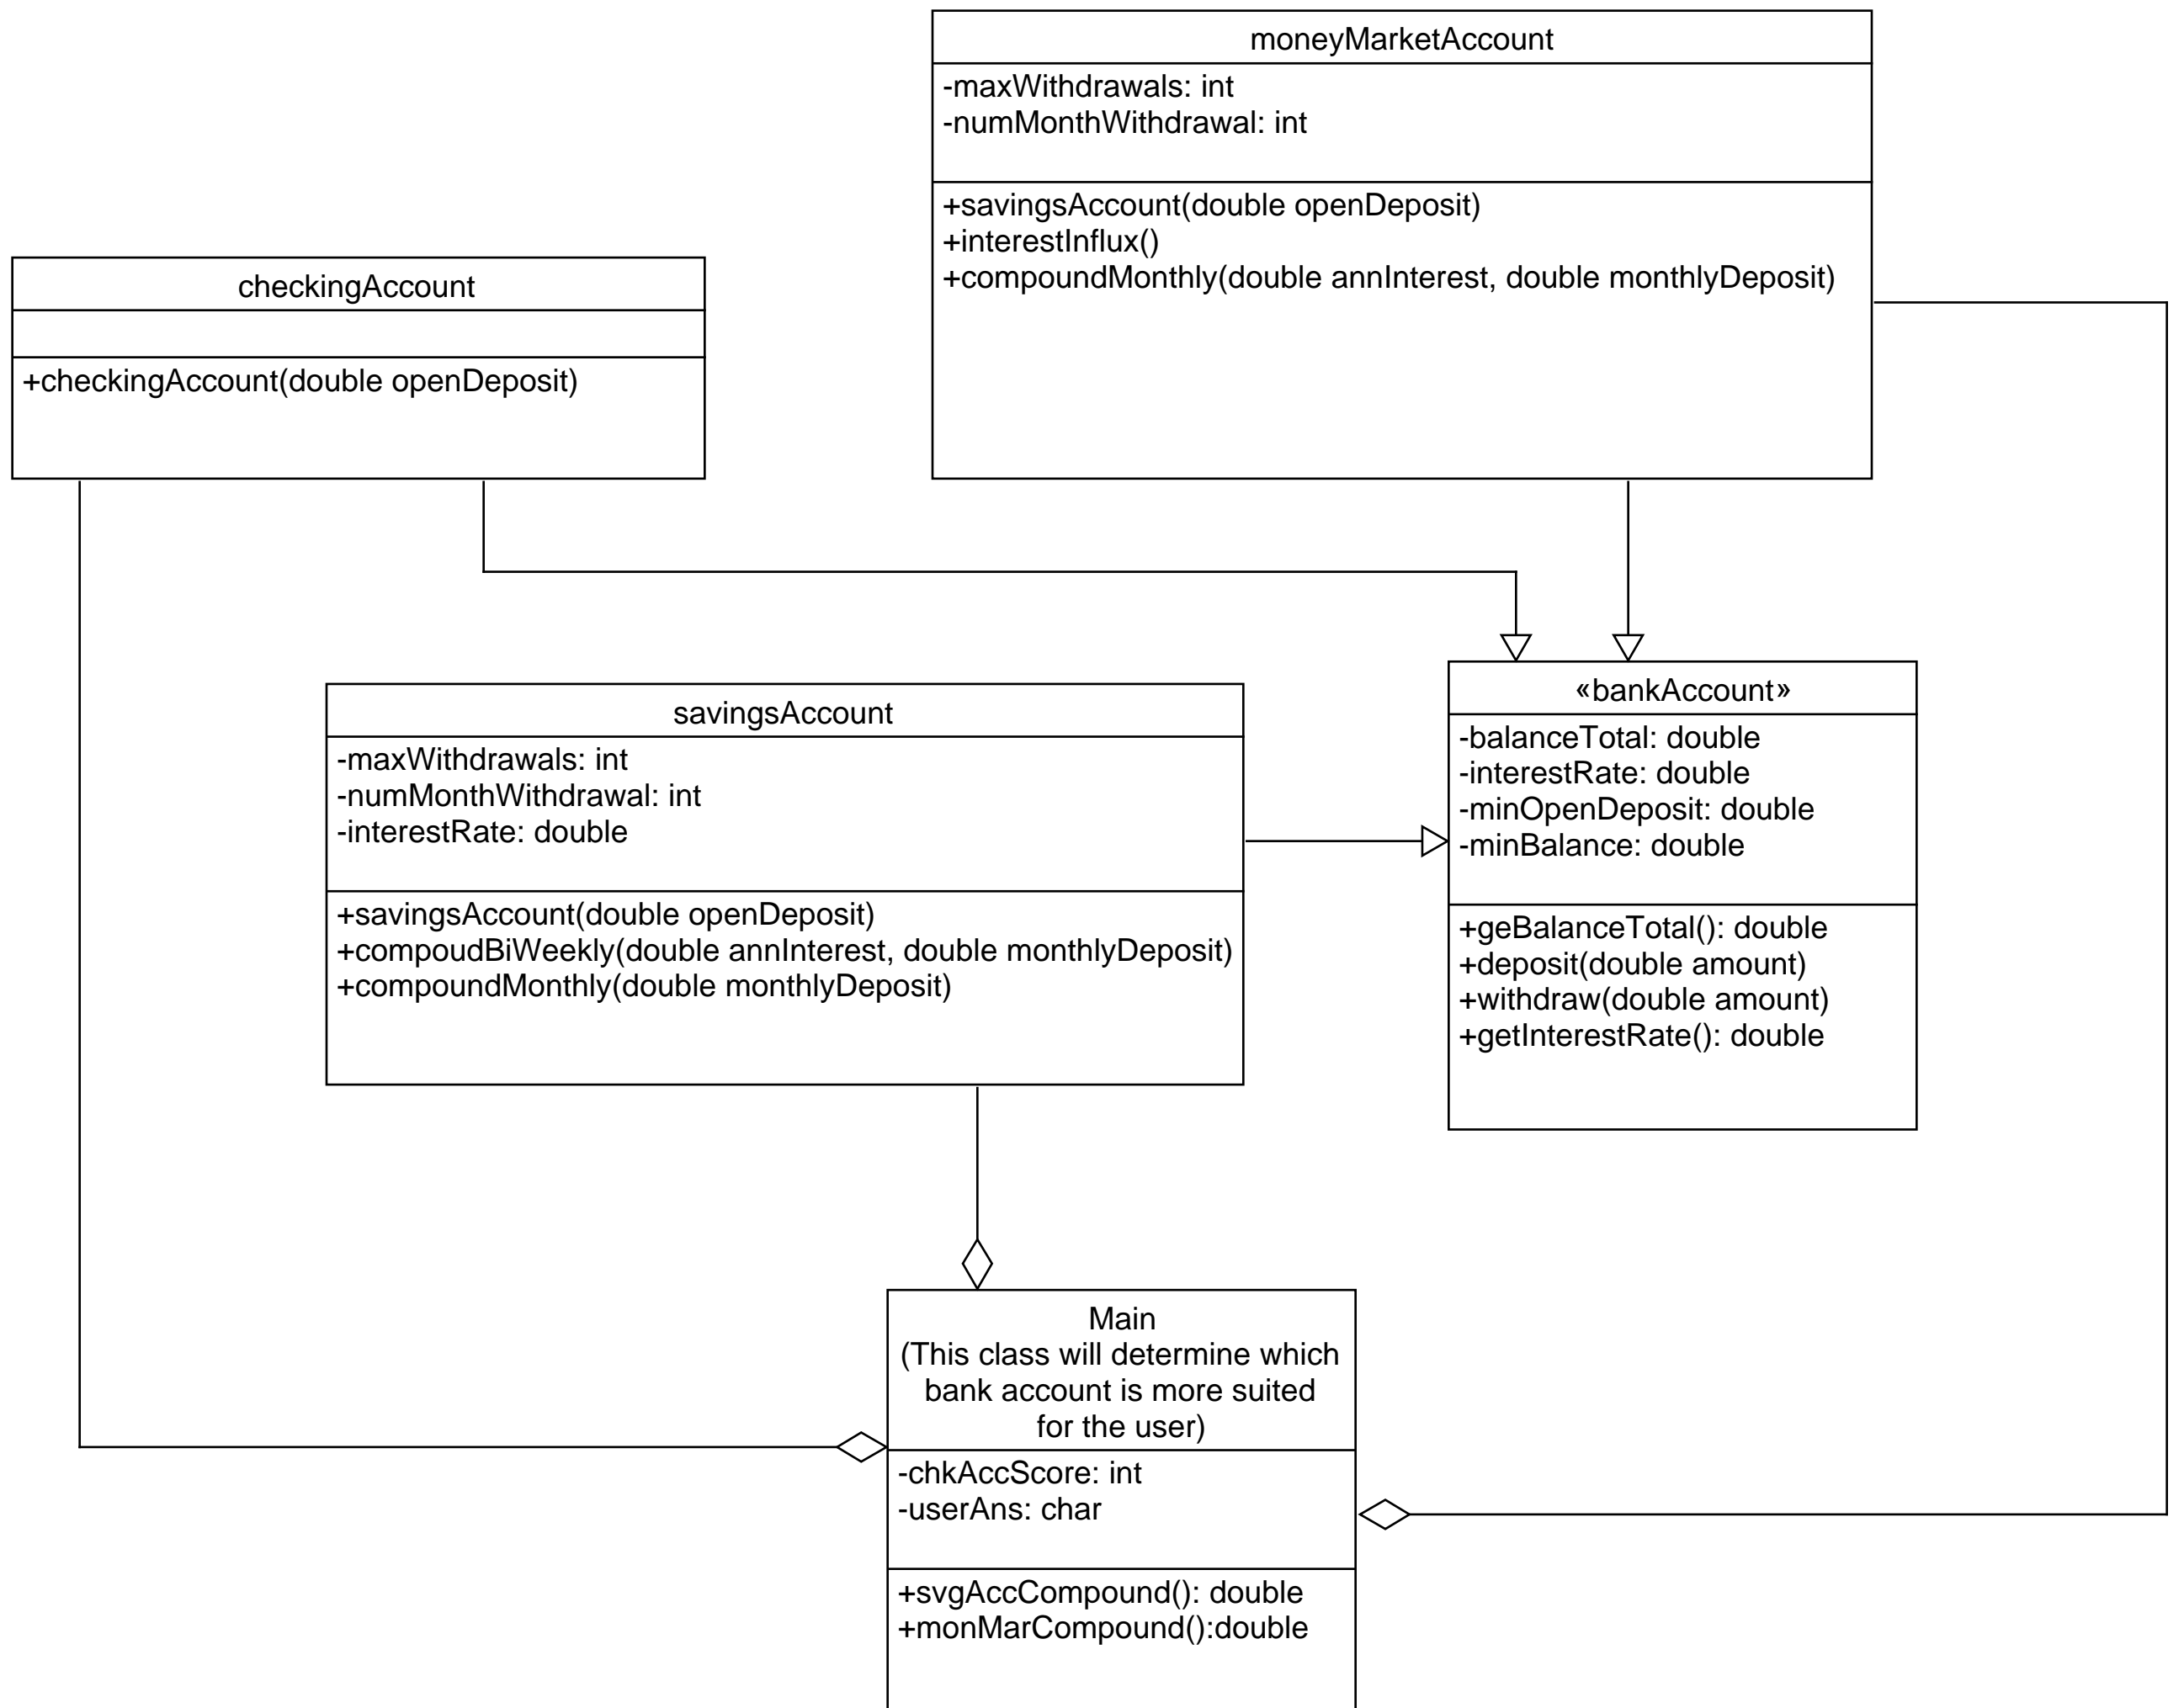 moneyMarketAccount
-maxWithdrawals: int
-numMonthWithdrawal: int
+savingsAccount(double openDeposit)
+interestInflux()
+compoundMonthly(double annInterest, double monthlyDeposit)
checkingAccount
+checkingAccount(double openDeposit)
savingsAccount
-maxWithdrawals: int
-numMonthWithdrawal: int
-interestRate: double
+savingsAccount(double openDeposit)
+compoudBiWeekly(double annInterest, double monthlyDeposit)
+compoundMonthly(double monthlyDeposit)
«bankAccount»
-balanceTotal: double
-interestRate: double
-minOpenDeposit: double
-minBalance: double
+geBalanceTotal(): double
+deposit(double amount)
+withdraw(double amount)
+getInterestRate(): double
Main
(This class will determine which
bank account is more suited
for the user)
-chkAccScore: int
-userAns: char
+svgAccCompound(): double
+monMarCompound():double